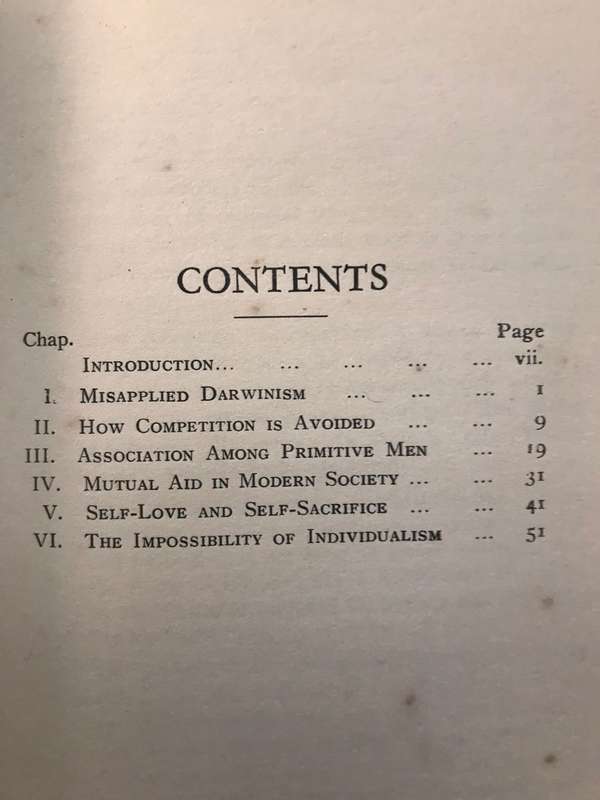 CONTENTS
Chap. Page
INTRODUCTION... ... ... ... ... vii.
I. MISAPPLIED DARWINISM ... ... ... 1
II. HOW COMPETITION IS AVOIDED ... ... 9
III. ASSOCIATION AMONG PRIMITIVE MEN ... 19
IV. MUTUAL AID IN MODERN SOCIETY ... ... 31
V. SELF-LOVE AND SELF-SACRIFICE ... ... 41
VI. THE IMPOSSIBILITY OF INDIVIDUALISM ... 51